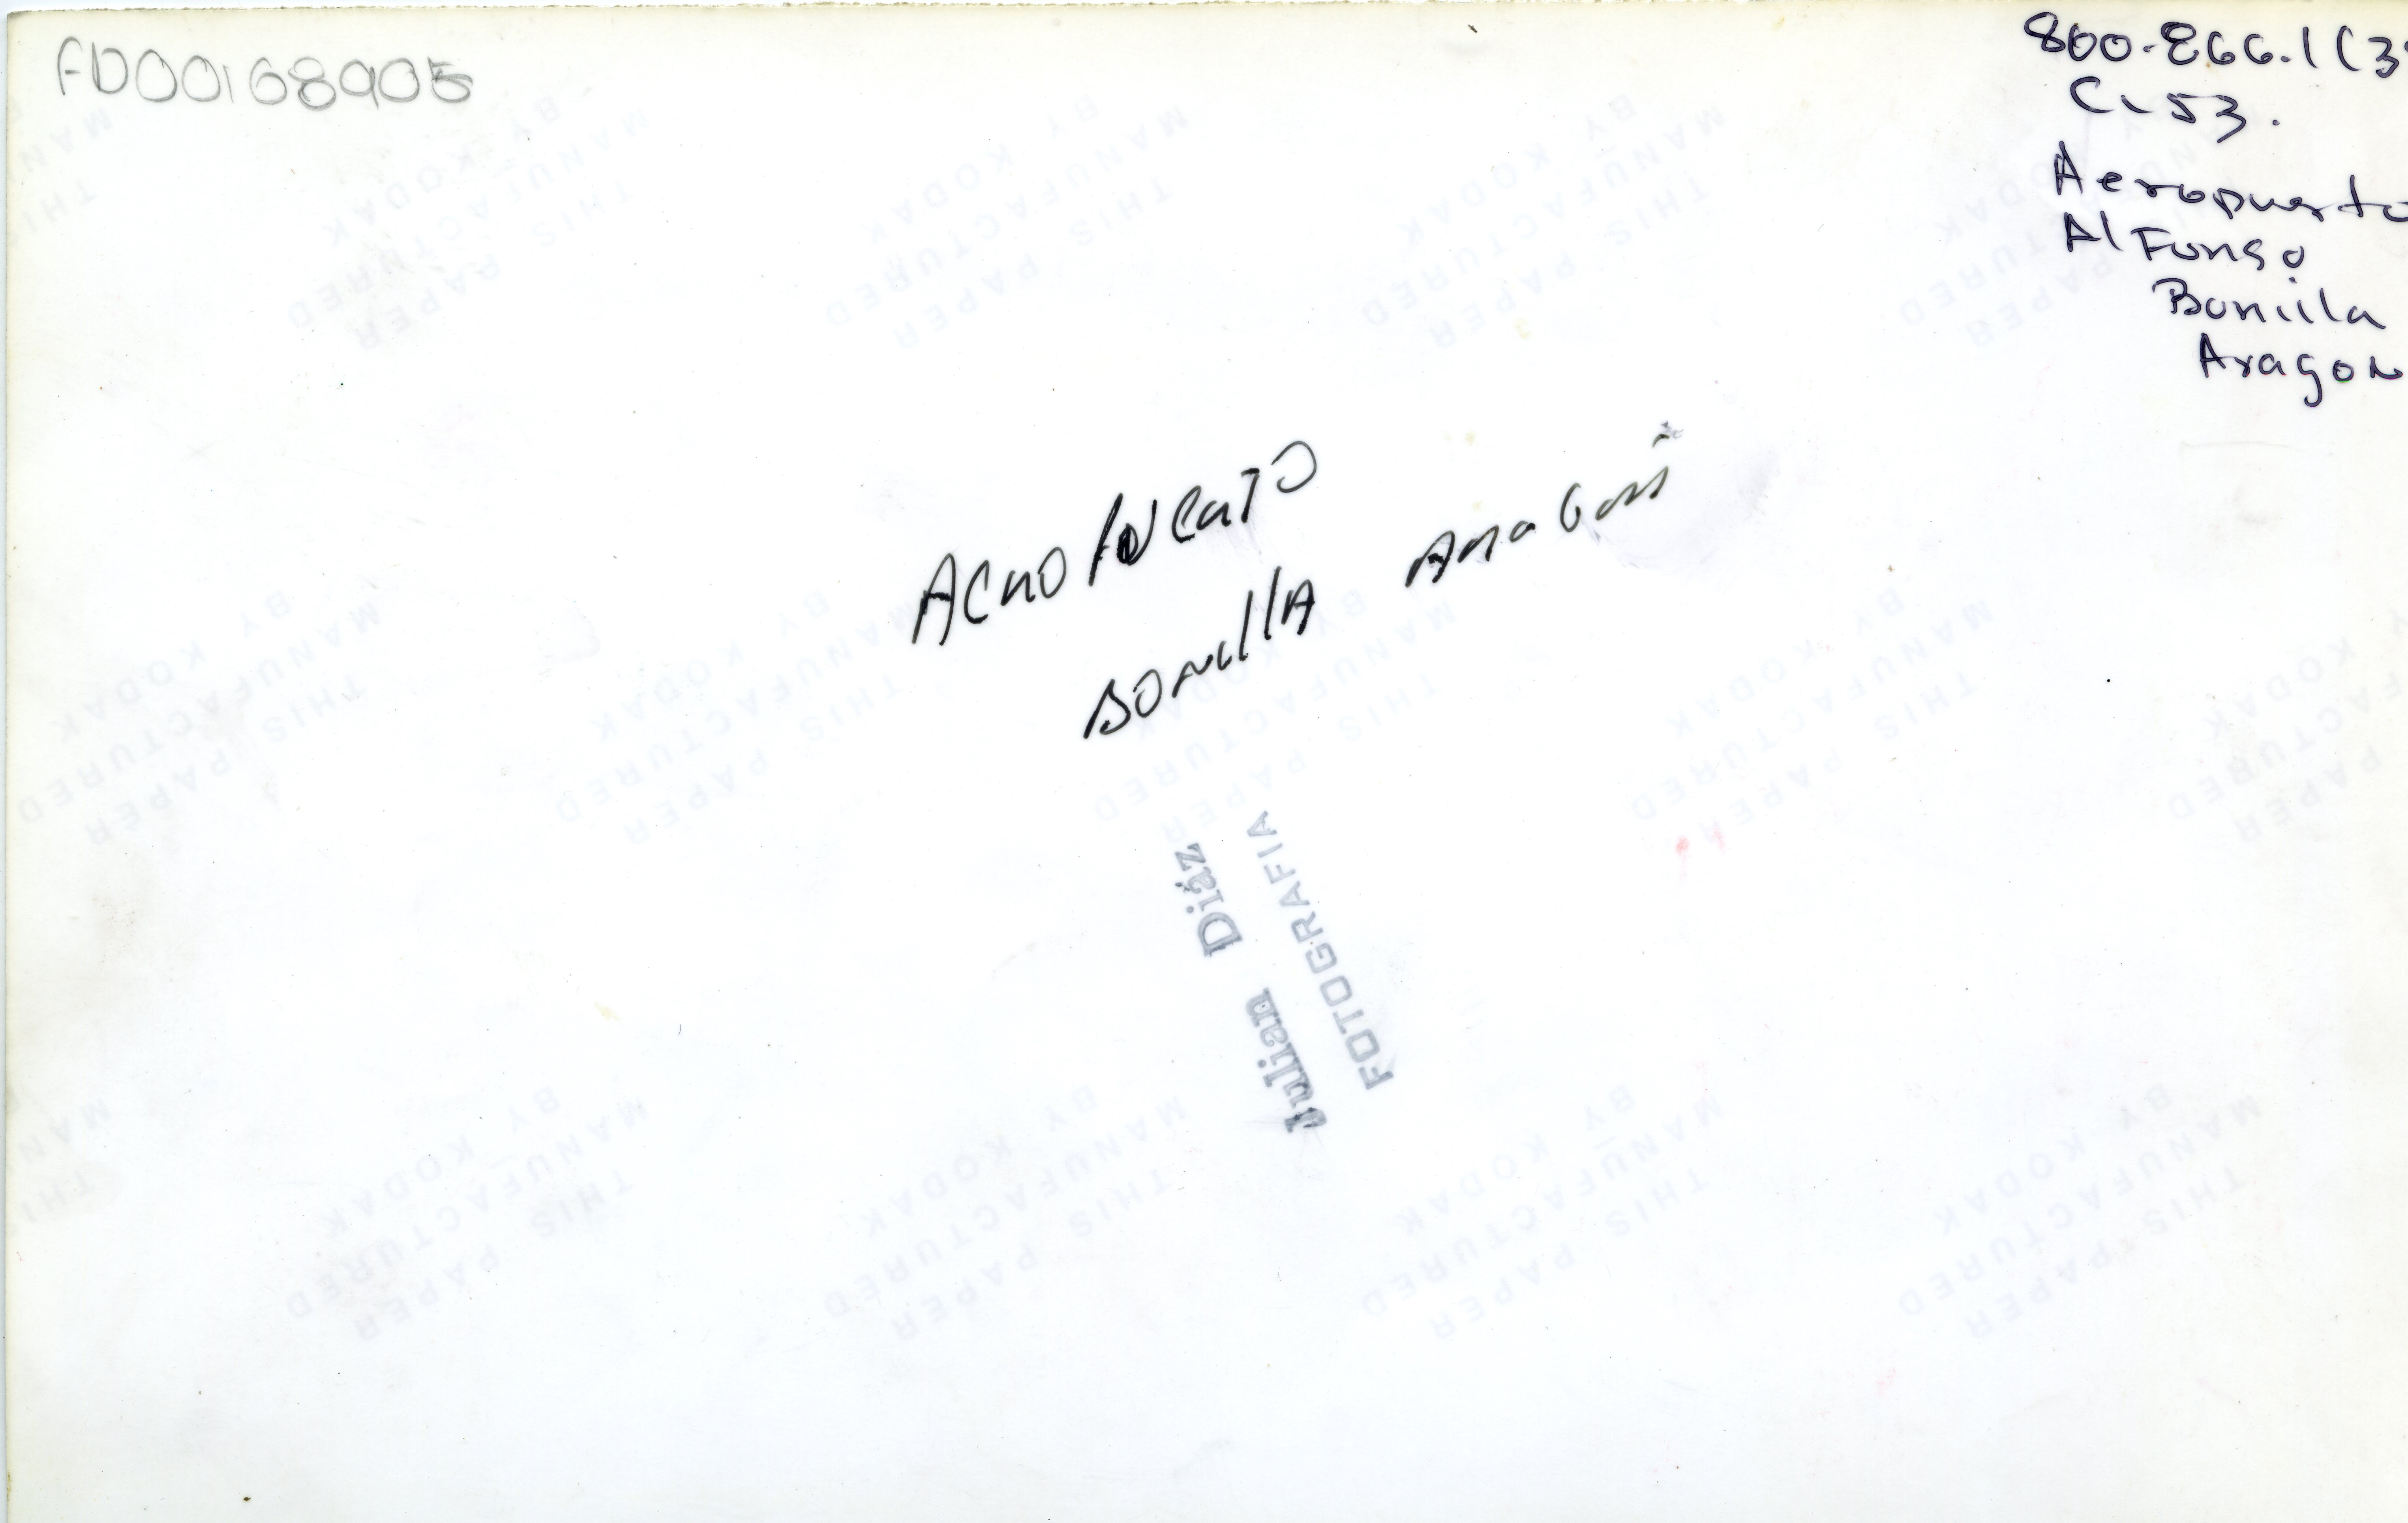 FD00168905
800-866.1 (3
C-53.
Aeropuerto
Alfonso
Bonilla
Aragon
Aeropuerto
Bonilla Aragon
Julian Diaz
FOTOGRAFIA
THIS PAPER
MANUFACTURED
BY KODAK